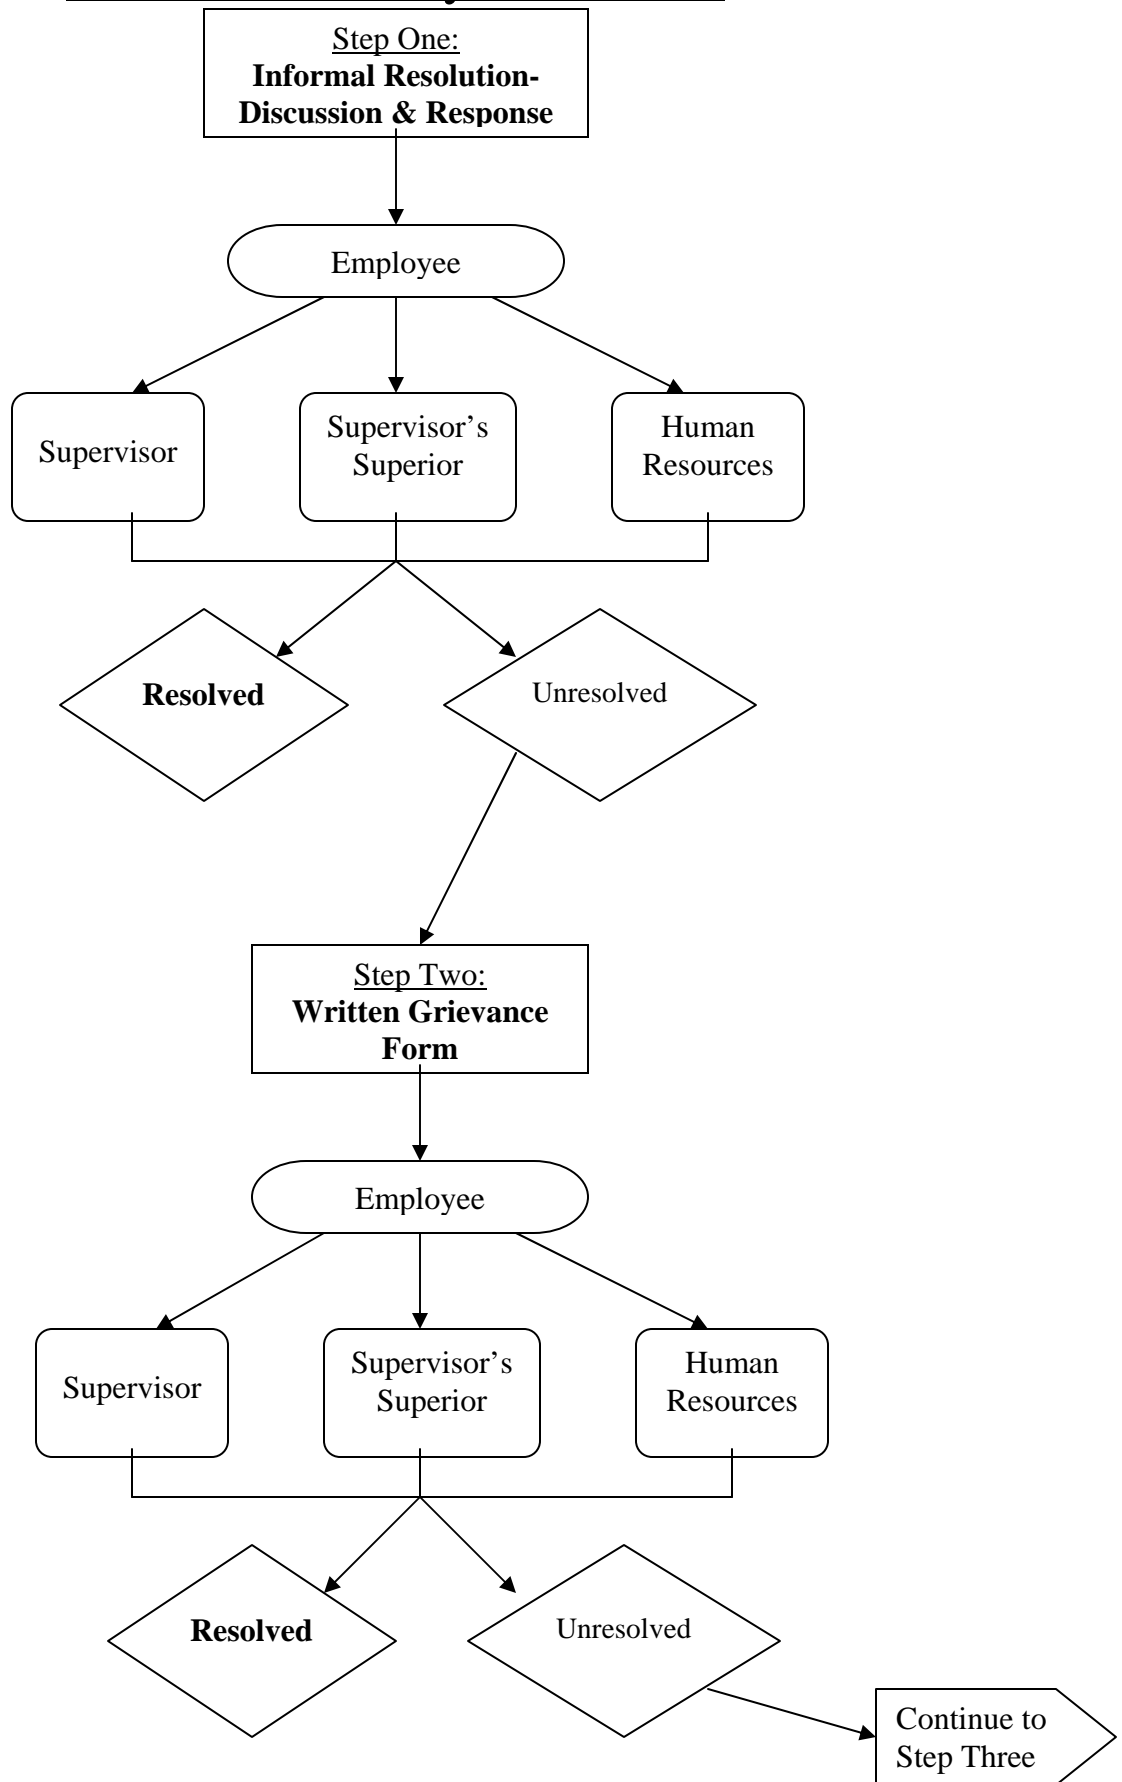 Step One:
Informal Resolution-
Discussion & Response
Employee
Supervisor
Supervisor’s
Superior
Human
Resources
Resolved
Unresolved
Step Two:
Written Grievance
Form
Employee
Supervisor
Supervisor’s
Superior
Human
Resources
Resolved
Unresolved
Continue to
Step Three